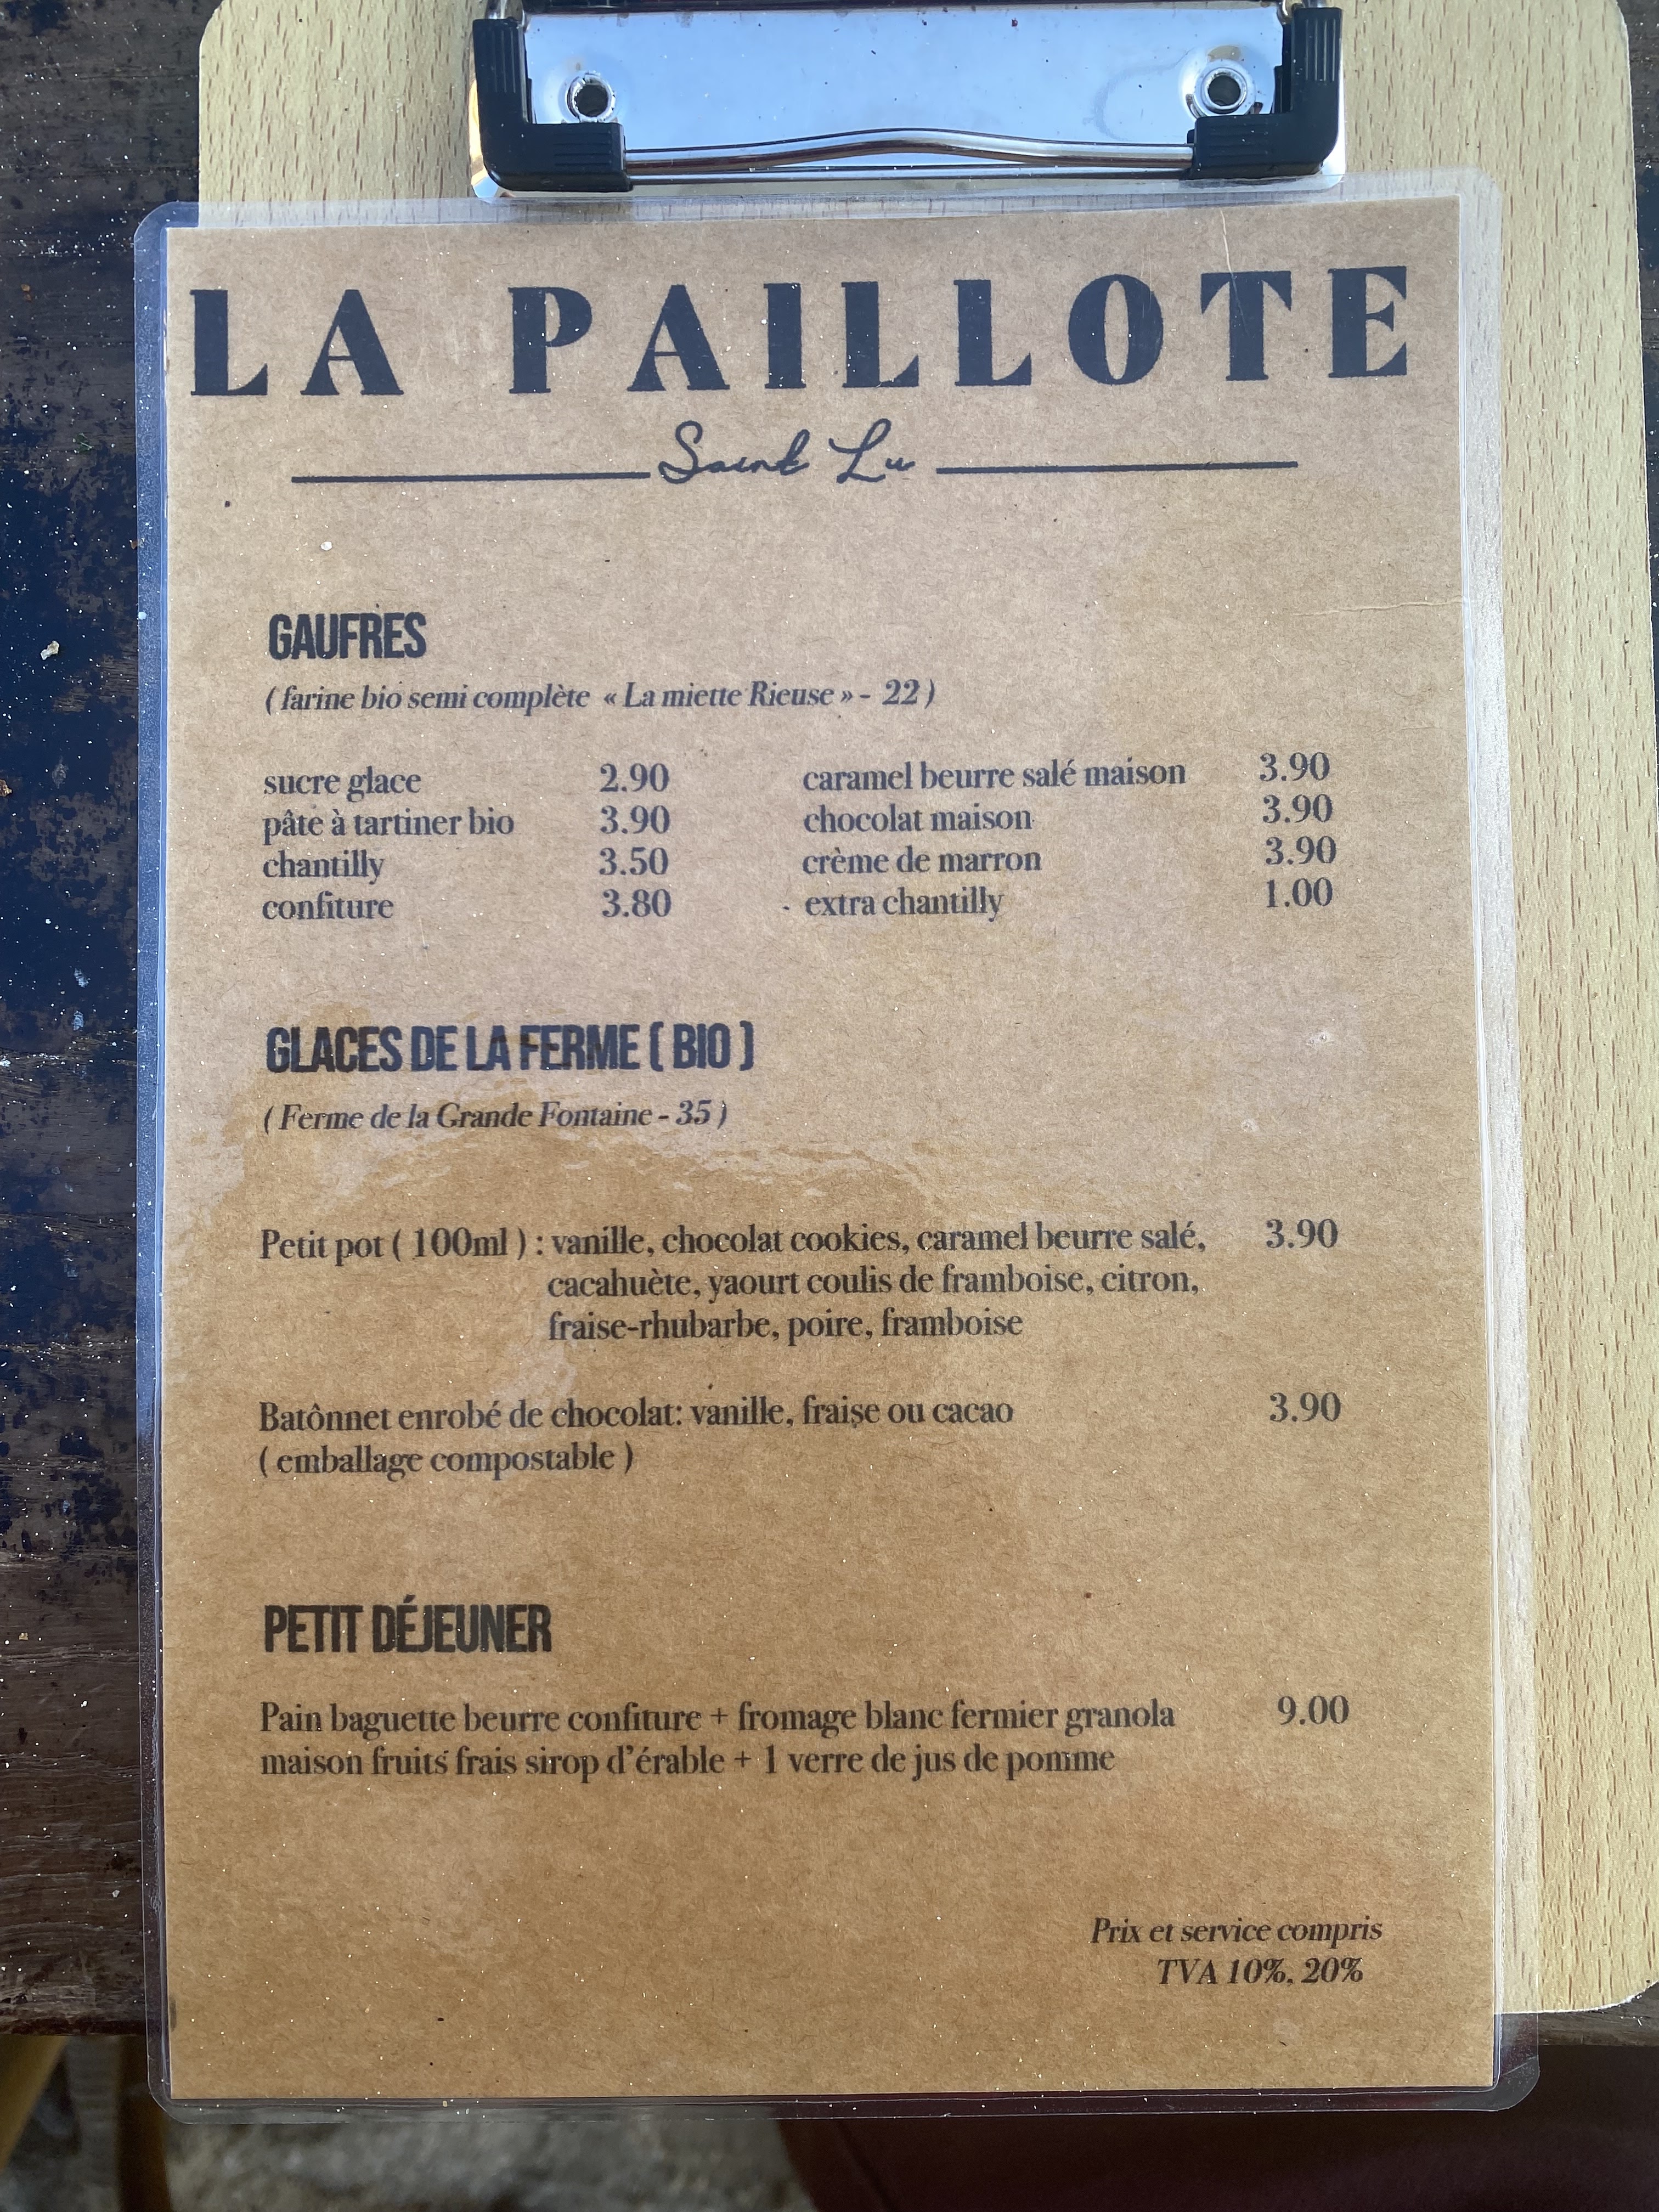 LA PAILLOTE
Saint Lu
GAUFRES
( farine bio semi complète « La miette Rieuse » - 22 )
sucre glace 2.90 caramel beurre salé maison 3.90
pâte à tartiner bio 3.90 chocolat maison 3.90
chantilly 3.50 crème de marron 3.90
confiture 3.80 extra chantilly 1.00
GLACES DE LA FERME ( BIO )
( Ferme de la Grande Fontaine - 35 )
Petit pot ( 100ml ) : vanille, chocolat cookies, caramel beurre salé, 3.90
cacahuète, yaourt coulis de framboise, citron,
fraise-rhubarbe, poire, framboise
Batônnet enrobé de chocolat: vanille, fraise ou cacao 3.90
( emballage compostable )
PETIT DÉJEUNER
Pain baguette beurre confiture + fromage blanc fermier granola 9.00
maison fruits frais sirop d'érable + 1 verre de jus de pomme
Prix et service compris
TVA 10%, 20%